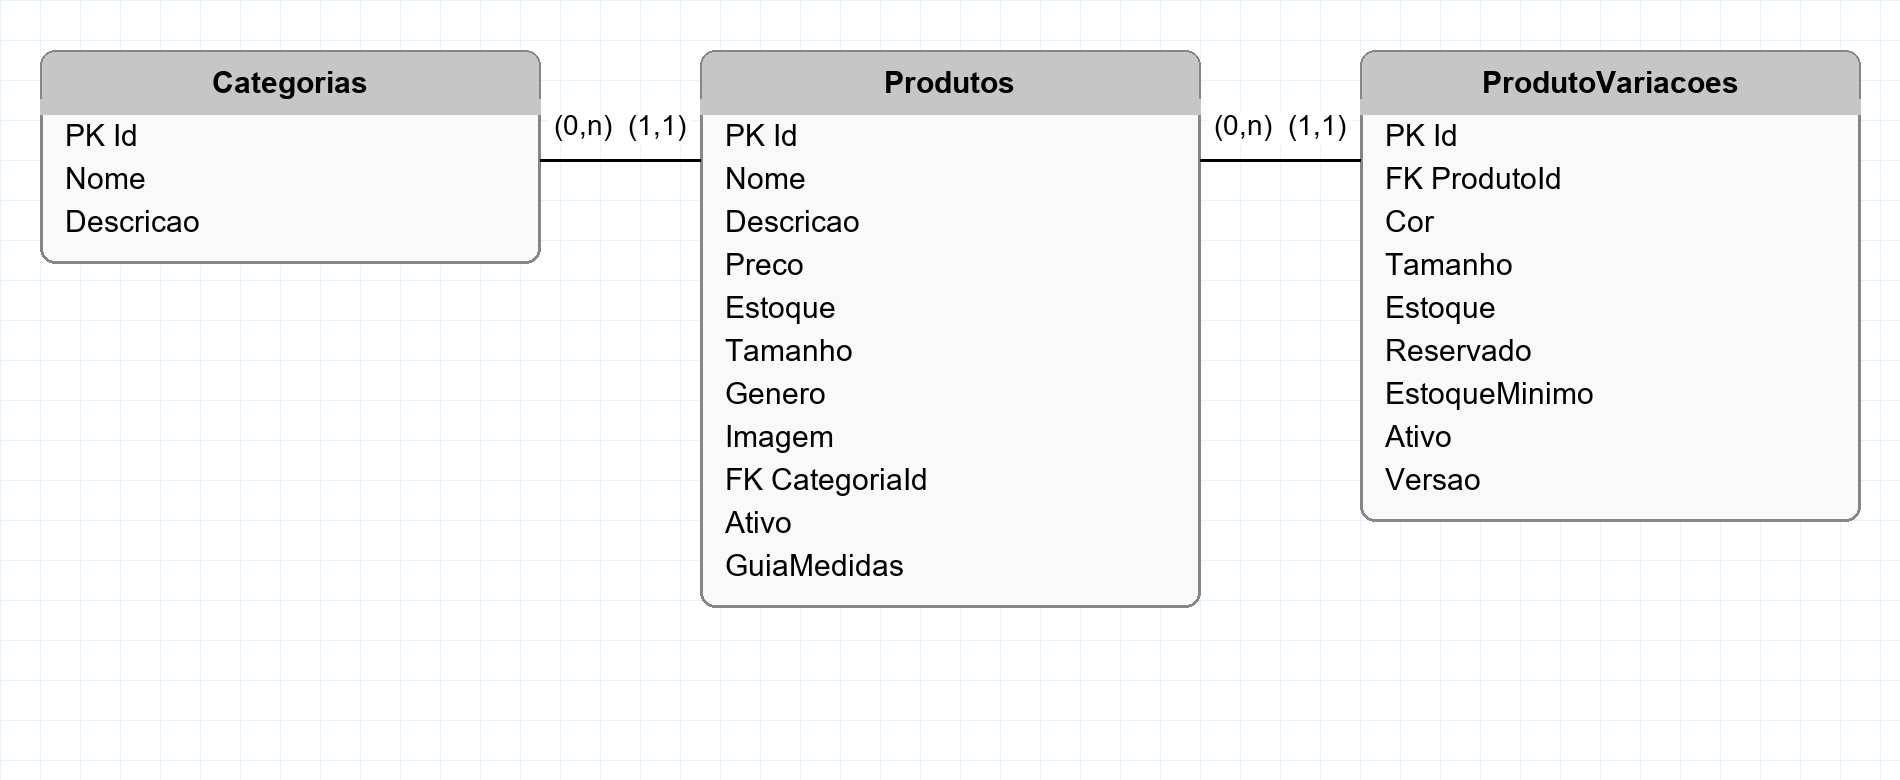 Categorias
PK Id
Nome
Descricao
(0,n) (1,1)
Produtos
PK Id
Nome
Descricao
Preco
Estoque
Tamanho
Genero
Imagem
FK CategoriaId
Ativo
GuiaMedidas
(0,n) (1,1)
ProdutoVariacoes
PK Id
FK ProdutoId
Cor
Tamanho
Estoque
Reservado
EstoqueMinimo
Ativo
Versao